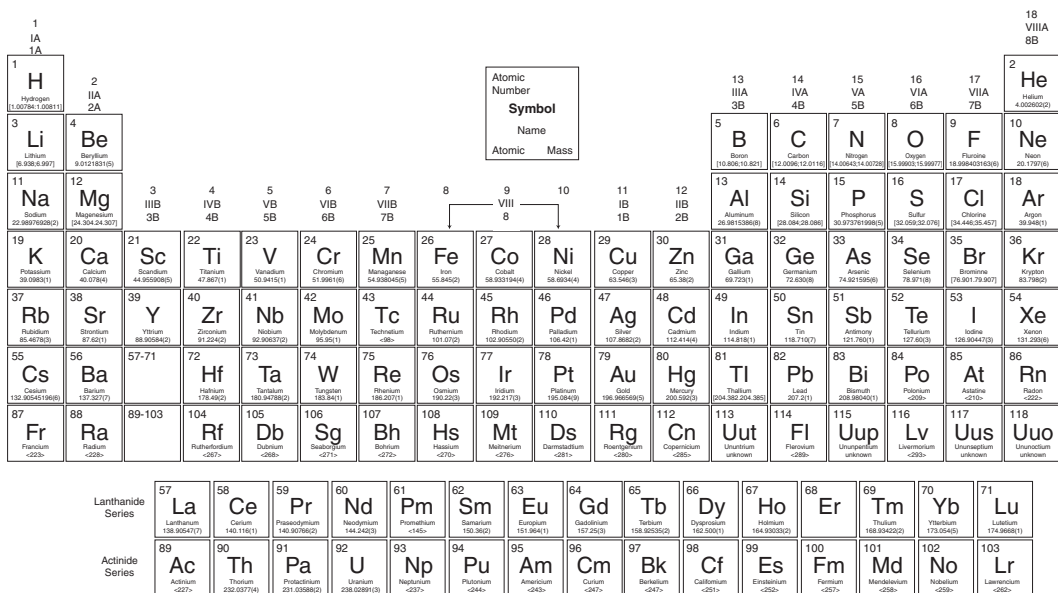 1 18
IA VIIIA
1A 8B
1 2
H He
Hydrogen Helium
[1.00784;1.00811] 4.002602(2)
Atomic
Number
Symbol
Name
Atomic Mass
2 13 14 15 16 17
IIA IIIA IVA VA VIA VIIA
2A 3B 4B 5B 6B 7B
3 4 5 6 7 8 9 10
Li Be B C N O F Ne
Lithium Beryllium Boron Carbon Nitrogen Oxygen Fluroine Neon
[6.938;6.997] 9.0121831(5) [10.806;10.821] [12.0096;12.0116] [14.00643;14.00728] [15.99903;15.99977] 18.998403163(6) 20.1797(6)
11 12 13 14 15 16 17 18
Na Mg Al Si P S Cl Ar
Sodium Magenesium Aluminum Silicon Phosphorus Sulfur Chlorine Argon
22.98976928(2) [24.304.24.307] 26.9815386(8) [28.084;28.086] 30.973761998(5) [32.059;32.076] [34.446;35.457] 39.948(1)
3 4 5 6 7 8 9 10 11 12
IIIB IVB VB VIB VIIB VIII IB IIB
3B 4B 5B 6B 7B 8 1B 2B
19 20 21 22 23 24 25 26 27 28 29 30 31 32 33 34 35 36
K Ca Sc Ti V Cr Mn Fe Co Ni Cu Zn Ga Ge As Se Br Kr
Potassium Calcium Scandium Titanium Vanadium Chromium Managanese Iron Cobalt Nickel Copper Zinc Gallium Germanium Arsenic Selenium Brominne Krypton
39.0983(1) 40.078(4) 44.955908(5) 47.867(1) 50.9415(1) 51.9961(6) 54.938045(5) 55.845(2) 58.933194(4) 58.6934(4) 63.546(3) 65.38(2) 69.723(1) 72.630(8) 74.921595(6) 78.971(8) [76.901.79.907] 83.798(2)
37 38 39 40 41 42 43 44 45 46 47 48 49 50 51 52 53 54
Rb Sr Y Zr Nb Mo Tc Ru Rh Pd Ag Cd In Sn Sb Te I Xe
Rubidium Strontium Yttrium Zirconium Niobium Molybdenum Technetium Ruthernium Rhodium Palladium Silver Cadmium Indium Tin Antimony Tellurium Iodine Xenon
85.4678(3) 87.62(1) 88.90584(2) 91.224(2) 92.90637(2) 95.95(1) <98> 101.07(2) 102.90550(2) 106.42(1) 107.8682(2) 112.414(4) 114.818(1) 118.710(7) 121.760(1) 127.60(3) 126.90447(3) 131.293(6)
55 56 57-71 72 73 74 75 76 77 78 79 80 81 82 83 84 85 86
Cs Ba Hf Ta W Re Os Ir Pt Au Hg Tl Pb Bi Po At Rn
Cesium Barium Hafnium Tantalum Tungsten Rhenium Osmium Iridium Platinum Gold Mercury Thallium Lead Bismuth Polonium Astatine Radon
132.90545196(6) 137.327(7) 178.49(2) 180.94788(2) 183.84(1) 186.207(1) 190.22(3) 192.217(3) 195.084(9) 196.966569(5) 200.592(3) [204.382.204.385] 207.2(1) 208.98040(1) <209> <210> <222>
87 88 89-103 104 105 106 107 108 109 110 111 112 113 114 115 116 117 118
Fr Ra Rf Db Sg Bh Hs Mt Ds Rg Cn Uut Fl Uup Lv Uus Uuo
Francium Radium Rutherfordium Dubnium Seaborgium Bohrium Hassium Meitnerium Darmstadtium Roentgenium Copernicium Ununtrium Flerovium Ununpentium Livermorium Ununseptium Ununoctium
<223> <228> <267> <268> <271> <272> <270> <276> <281> <280> <285> unknown <289> unknown <293> unknown unknown
Lanthanide
Series
57 58 59 60 61 62 63 64 65 66 67 68 69 70 71
La Ce Pr Nd Pm Sm Eu Gd Tb Dy Ho Er Tm Yb Lu
Lanthanum Cerium Praseodymium Neodymium Promethium Samarium Europium Gadolinium Terbium Dysprosium Holmium Thulium Ytterbium Lutetium
138.90547(7) 140.116(1) 140.90766(2) 144.242(3) <145> 150.36(2) 151.964(1) 157.25(3) 158.92535(2) 162.500(1) 164.93033(2) 168.93422(2) 173.054(5) 174.9668(1)
Actinide
Series
89 90 91 92 93 94 95 96 97 98 99 100 101 102 103
Ac Th Pa U Np Pu Am Cm Bk Cf Es Fm Md No Lr
Actinium Thorium Protactinium Uranium Neptunium Plutonium Americium Curium Berkelium Californium Einsteinium Fermium Mendelevium Nobelium Lawrencium
<227> 232.0377(4) 231.03588(2) 238.02891(3) <237> <244> <243> <247> <247> <251> <252> <257> <258> <259> <262>